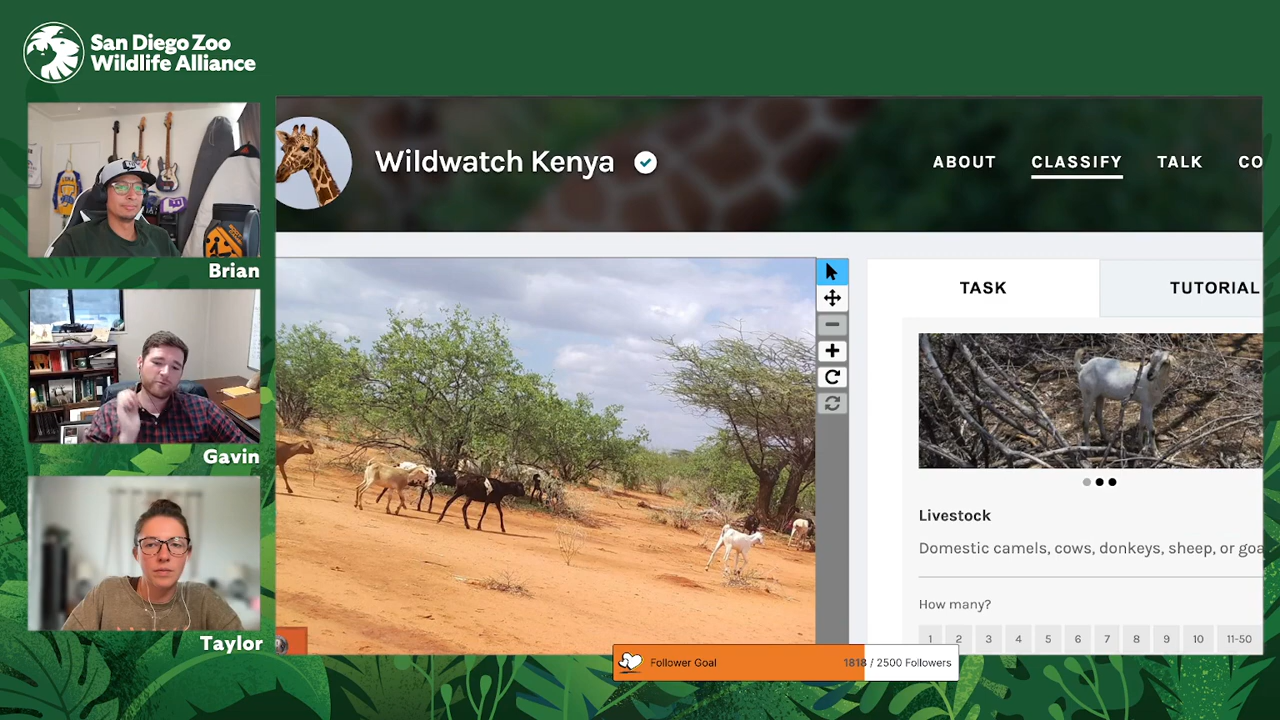 San Diego Zoo
Wildlife Alliance
Brian
Gavin
Taylor
Wildwatch Kenya
ABOUT
CLASSIFY
TALK
CO
TASK
TUTORIAL
Livestock
Domestic camels, cows, donkeys, sheep, or goa
How many?
1
2
3
4
5
6
7
8
9
10
11-50
Follower Goal
1818 / 2500 Followers